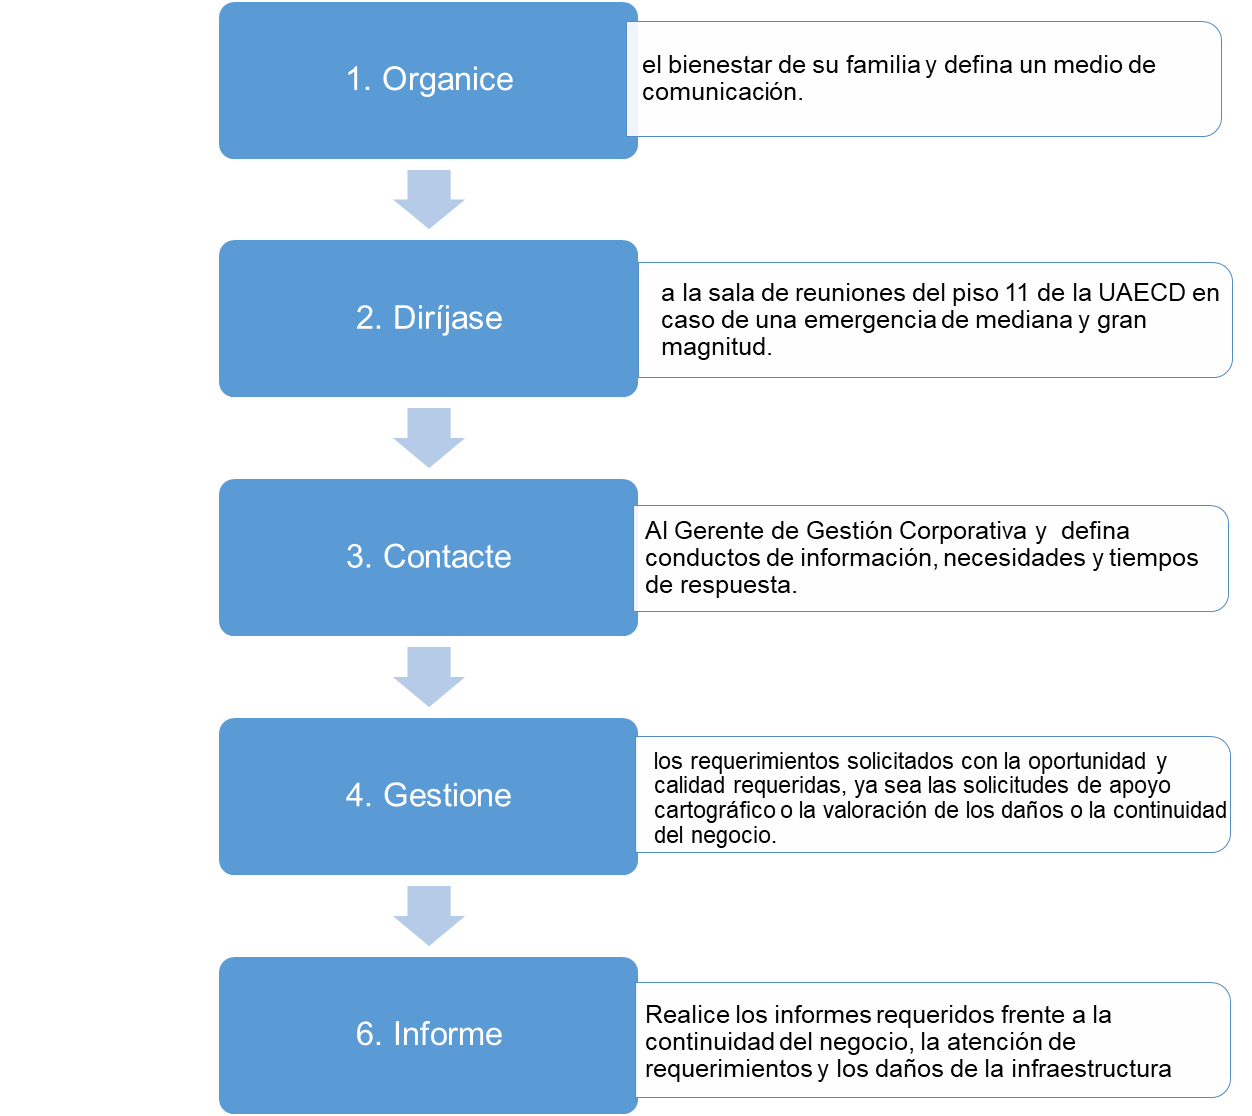 1. Organice
el bienestar de su familia y defina un medio de
comunicación.
2. Diríjase
a la sala de reuniones del piso 11 de la UAECD en
caso de una emergencia de mediana y gran
magnitud.
3. Contacte
Al Gerente de Gestión Corporativa y defina
conductos de información, necesidades y tiempos
de respuesta.
4. Gestione
los requerimientos solicitados con la oportunidad y
calidad requeridas, ya sea las solicitudes de apoyo
cartográfico o la valoración de los daños o la continuidad
del negocio.
6. Informe
Realice los informes requeridos frente a la
continuidad del negocio, la atención de
requerimientos y los daños de la infraestructura